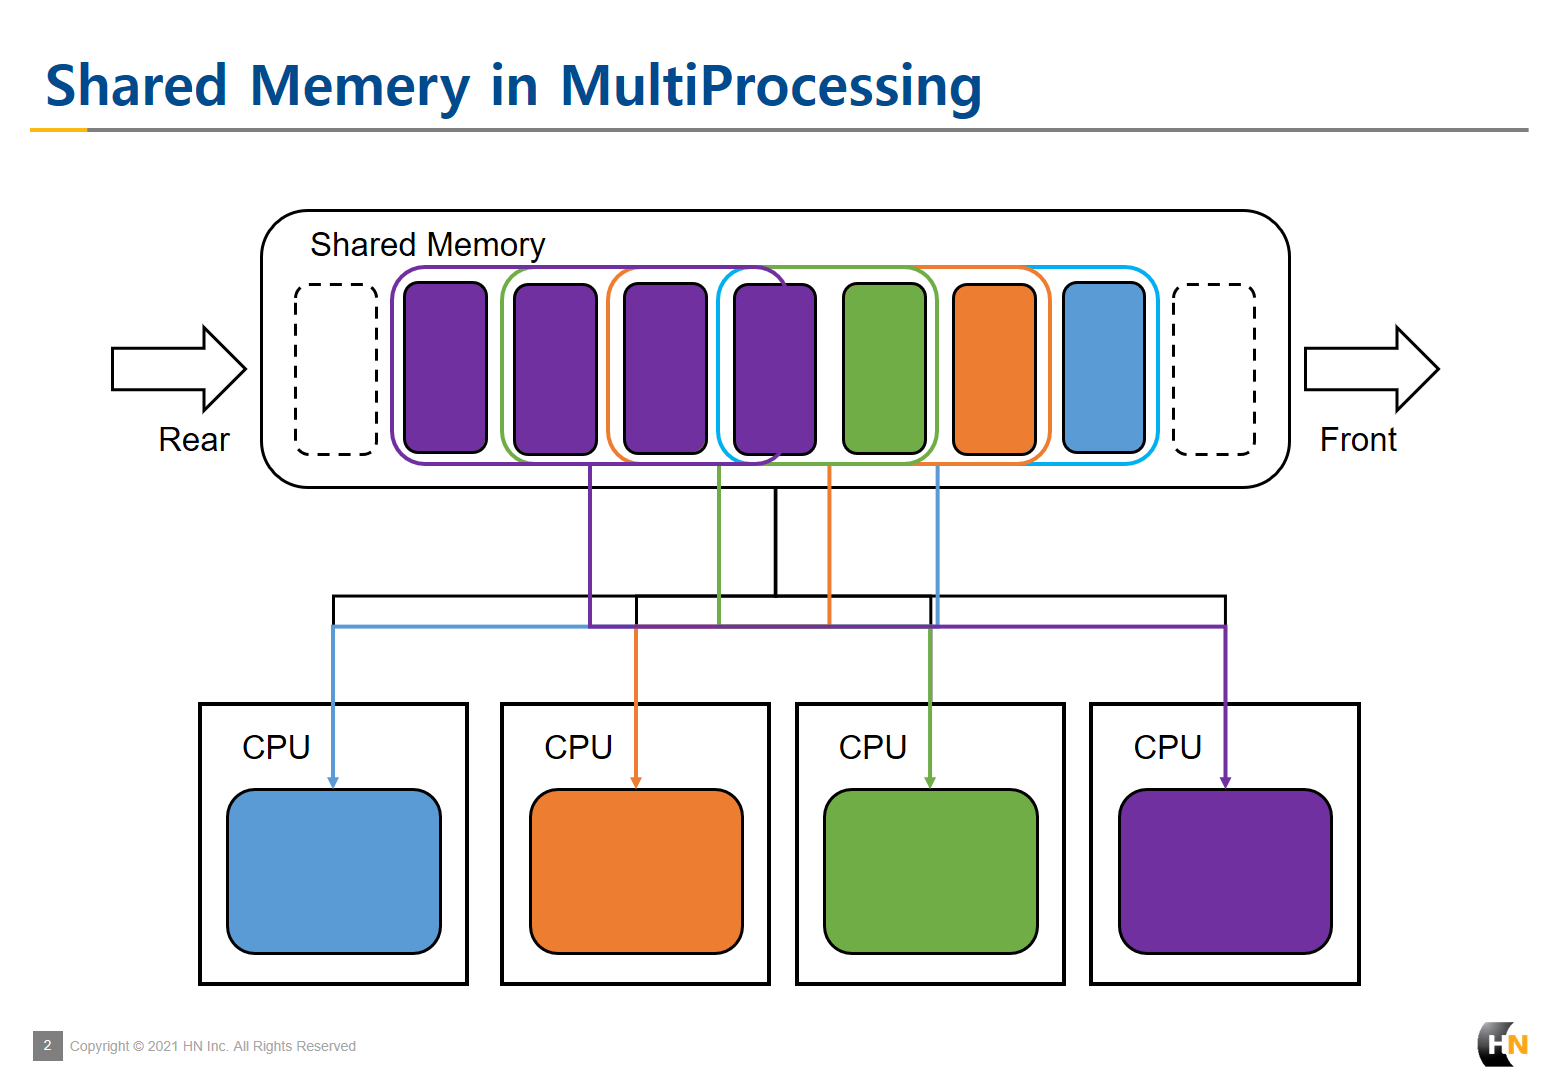 Shared Memery in MultiProcessing
Shared Memory
Rear
Front
CPU
CPU
CPU
CPU
2
Copyright © 2021 HN Inc. All Rights Reserved
HN